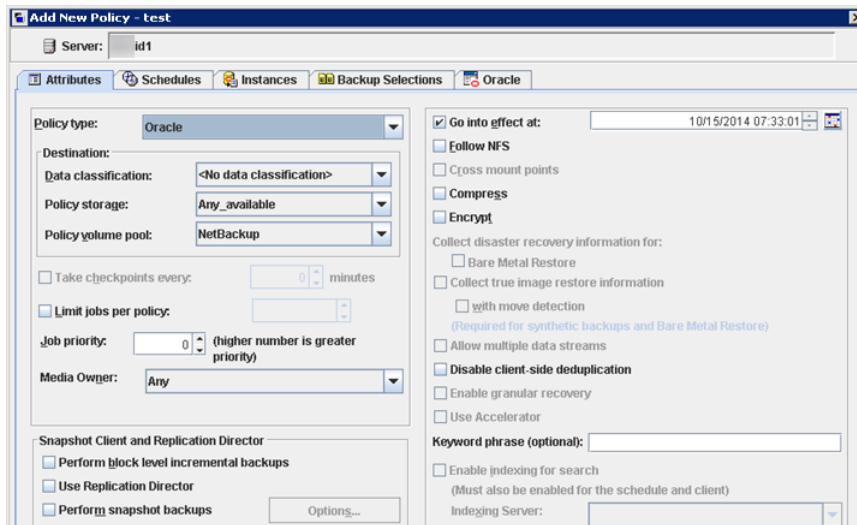 Add New Policy - test
Server: id1
Attributes Schedules Instances Backup Selections Oracle
Policy type: Oracle
Destination:
Data classification: <No data classification>
Policy storage: Any_available
Policy volume pool: NetBackup
Take checkpoints every: 0 minutes
Limit jobs per policy:
Job priority: 0 (higher number is greater
priority)
Media Owner: Any
Snapshot Client and Replication Director
Perform block level incremental backups
Use Replication Director
Perform snapshot backups Options...
Go into effect at: 10/15/2014 07:33:01
Follow NFS
Cross mount points
Compress
Encrypt
Collect disaster recovery information for:
Bare Metal Restore
Collect true image restore information
with move detection
(Required for synthetic backups and Bare Metal Restore)
Allow multiple data streams
Disable client-side deduplication
Enable granular recovery
Use Accelerator
Keyword phrase (optional):
Enable indexing for search
(Must also be enabled for the schedule and client)
Indexing Server: